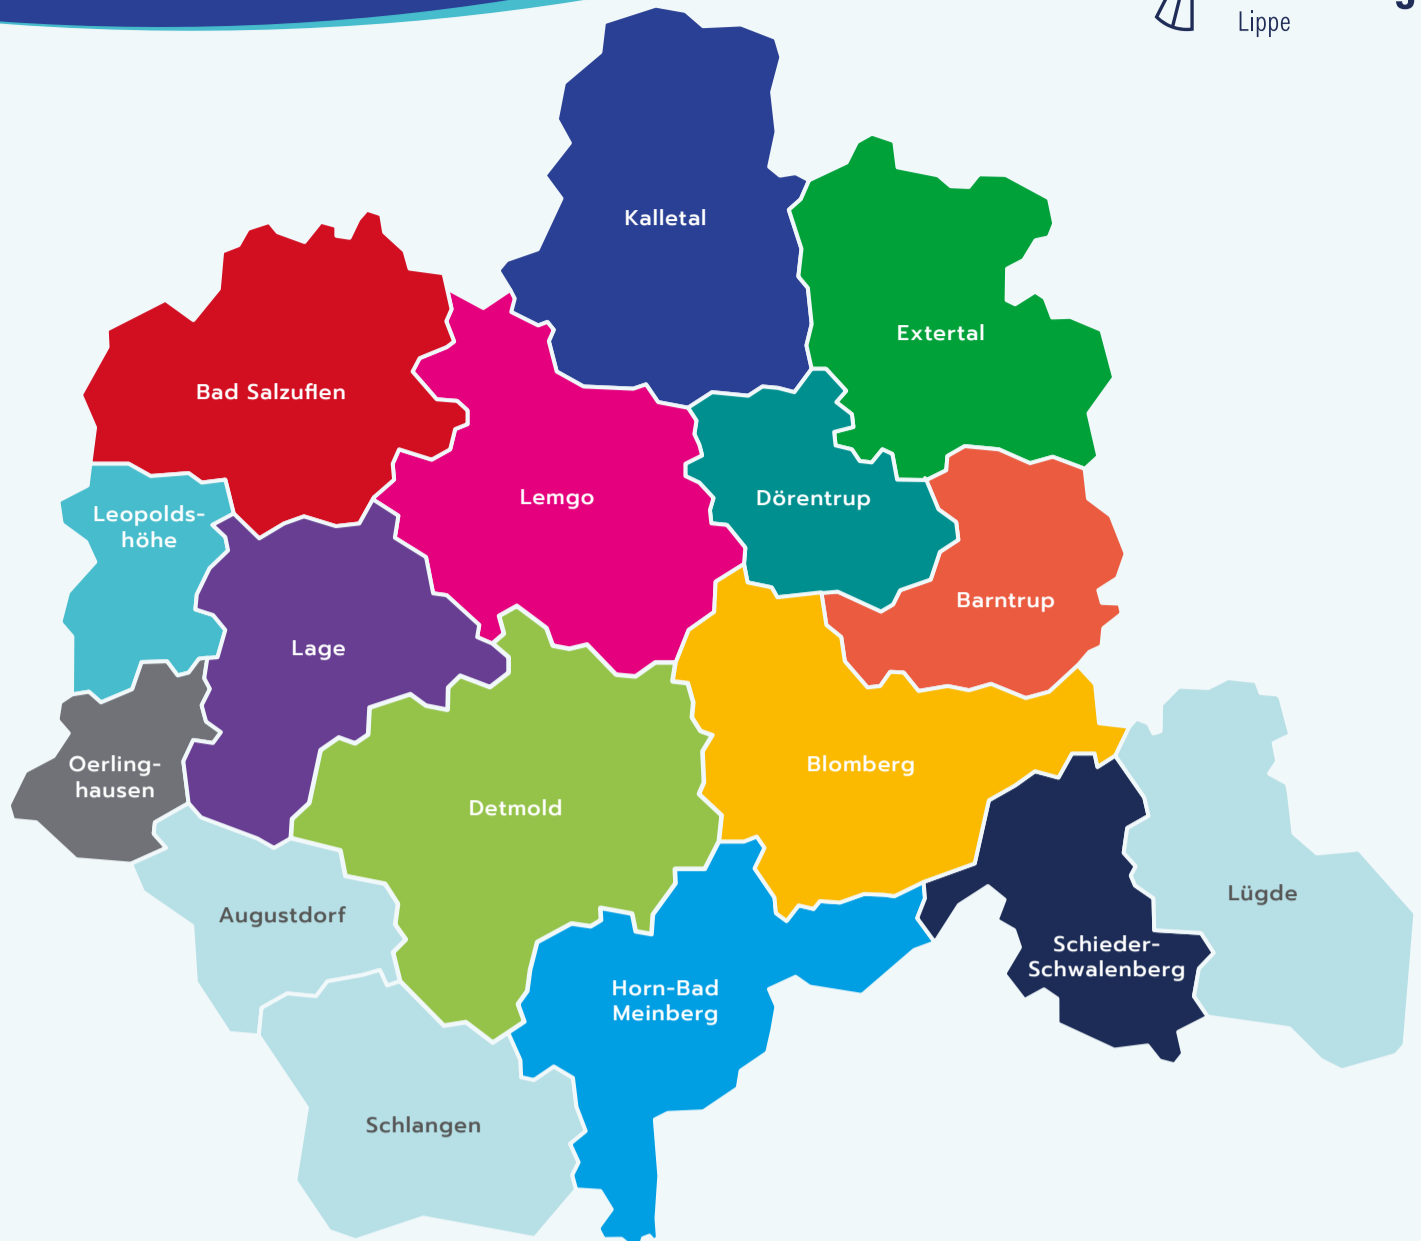 Lippe
Kalletal
Extertal
Bad Salzuflen
Lemgo
Dörentrup
Leopolds-
höhe
Barntrup
Lage
Oerling-
hausen
Blomberg
Detmold
Lügde
Augustdorf
Schieder-
Schwalenberg
Horn-Bad
Meinberg
Schlangen